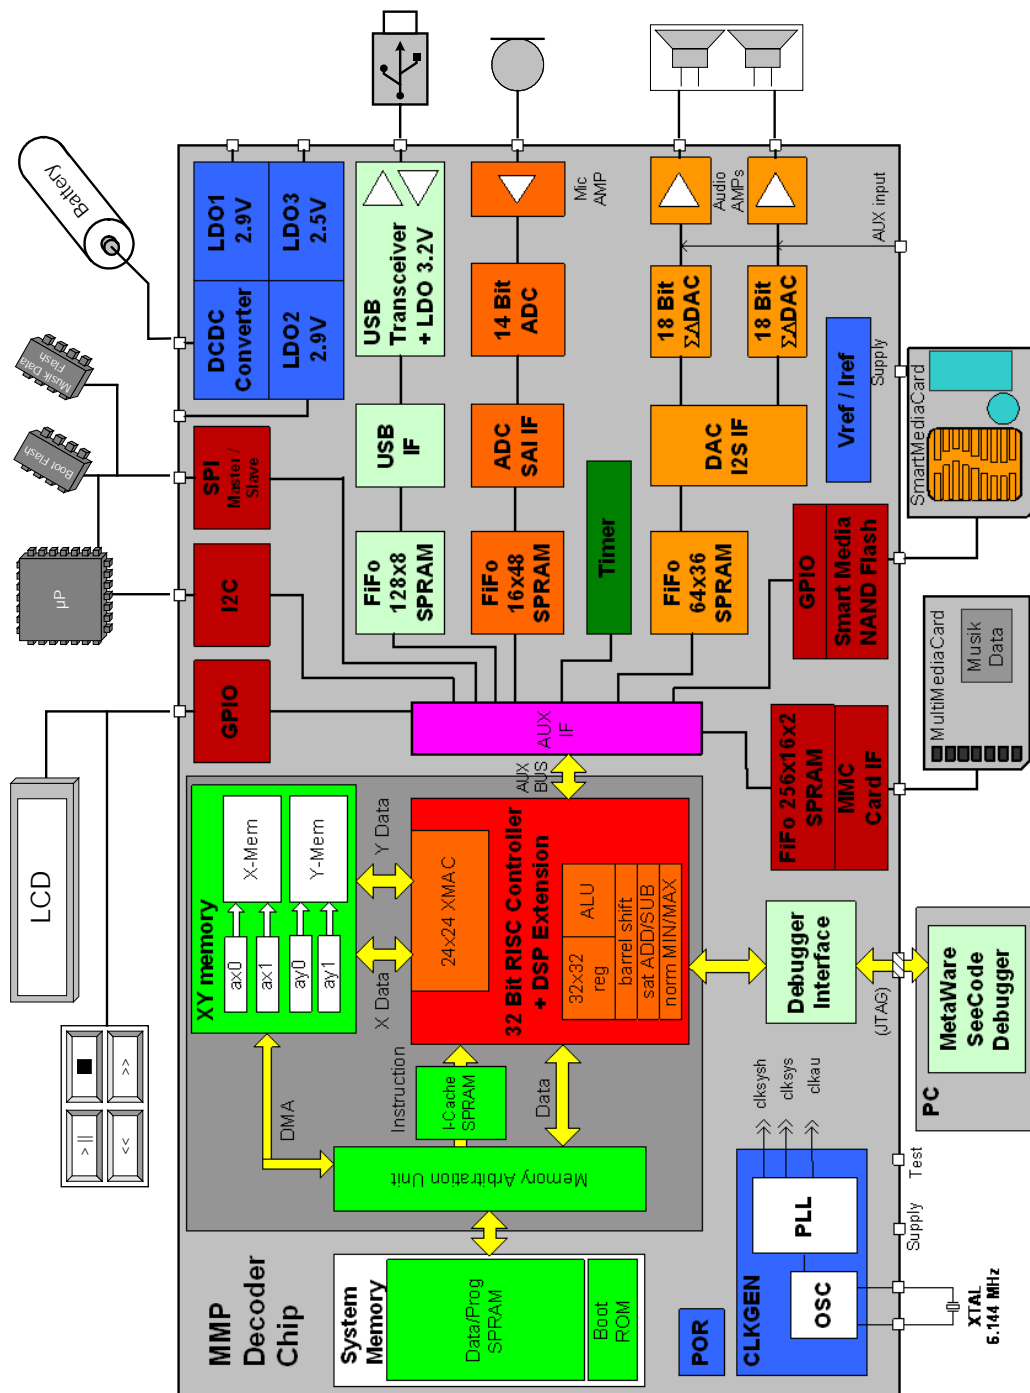 MMP
Decoder
Chip
System
Memory
Data/Prog
SPRAM
Boot
ROM
Memory Arbitration Unit
DMA
Instruction
I-Cache
SPRAM
Data
XY memory
ax0
ax1
ay0
ay1
X-Mem
Y-Mem
X Data
Y Data
24x24 XMAC
32 Bit RISC Controller
+ DSP Extension
32x32
reg
ALU
barrel shift
sat ADD/SUB
norm MIN/MAX
AUX
BUS
AUX
IF
GPIO
I2C
SPI
Master /
Slave
DCDC
Converter
LDO1
2.9V
LDO2
2.9V
LDO3
2.5V
FiFo
128x8
SPRAM
USB
IF
USB
Transceiver
+ LDO 3.2V
FiFo
16x48
SPRAM
ADC
SAI IF
14 Bit
ADC
Mic
AMP
Timer
FiFo
64x36
SPRAM
DAC
I2S IF
18 Bit
ΣΔDAC
18 Bit
ΣΔDAC
Audio
AMPs
AUX input
Vref / Iref
Supply
GPIO
Smart Media
NAND Flash
FiFo 256x16x2
SPRAM
MMC
Card IF
Debugger
Interface
(JTAG)
MetaWare
SeeCode
Debugger
PC
POR
CLKGEN
OSC
PLL
clksysh
clksys
clkau
Supply
Test
XTAL
6.144 MHz
LCD
> ||
>>
<<
µP
Boot Flash
Musik Data
Flash
Battery
SmartMediaCard
MultiMediaCard
Musik
Data